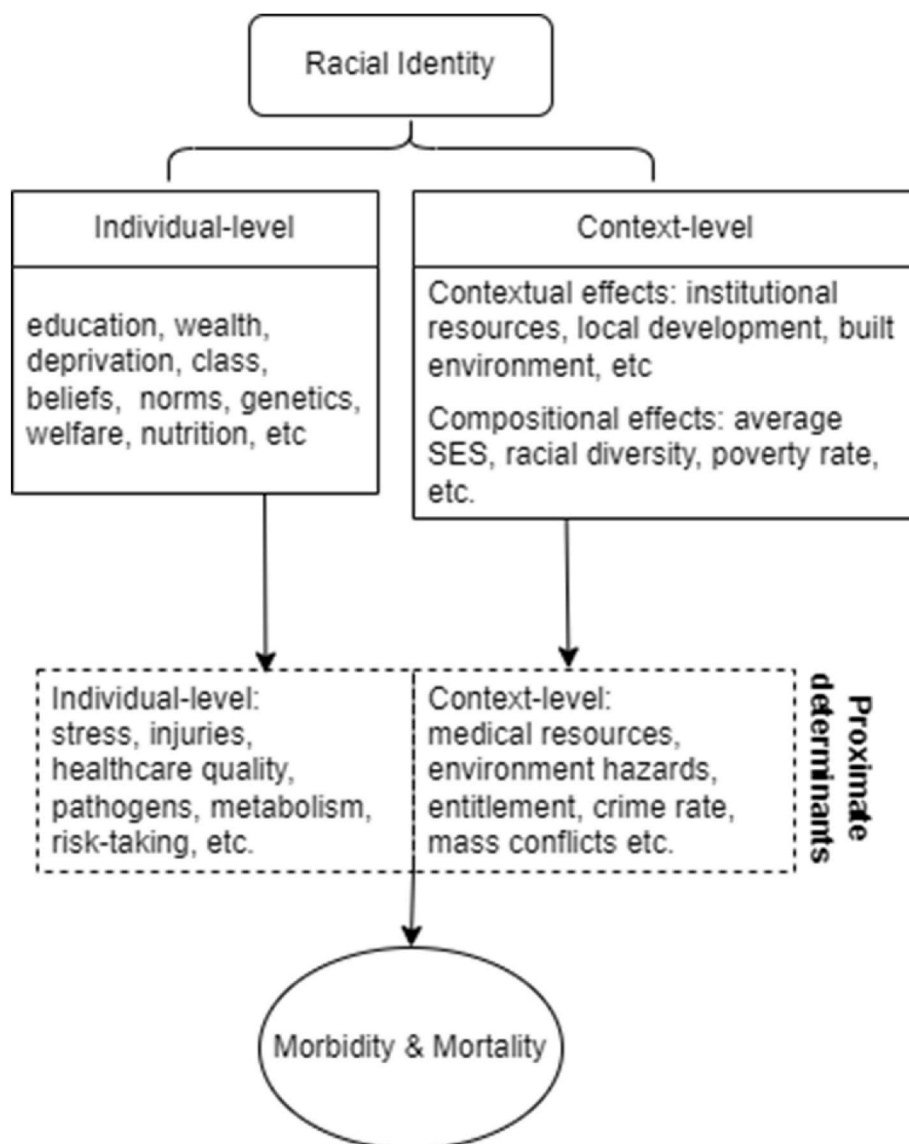 Racial Identity
Individual-level
education, wealth,
deprivation, class,
beliefs, norms, genetics,
welfare, nutrition, etc
Context-level
Contextual effects: institutional
resources, local development, built
environment, etc
Compositional effects: average
SES, racial diversity, poverty rate,
etc.
Individual-level:
stress, injuries,
healthcare quality,
pathogens, metabolism,
risk-taking, etc.
Context-level:
medical resources,
environment hazards,
entitlement, crime rate,
mass conflicts etc.
Proximate
determinants
Morbidity & Mortality